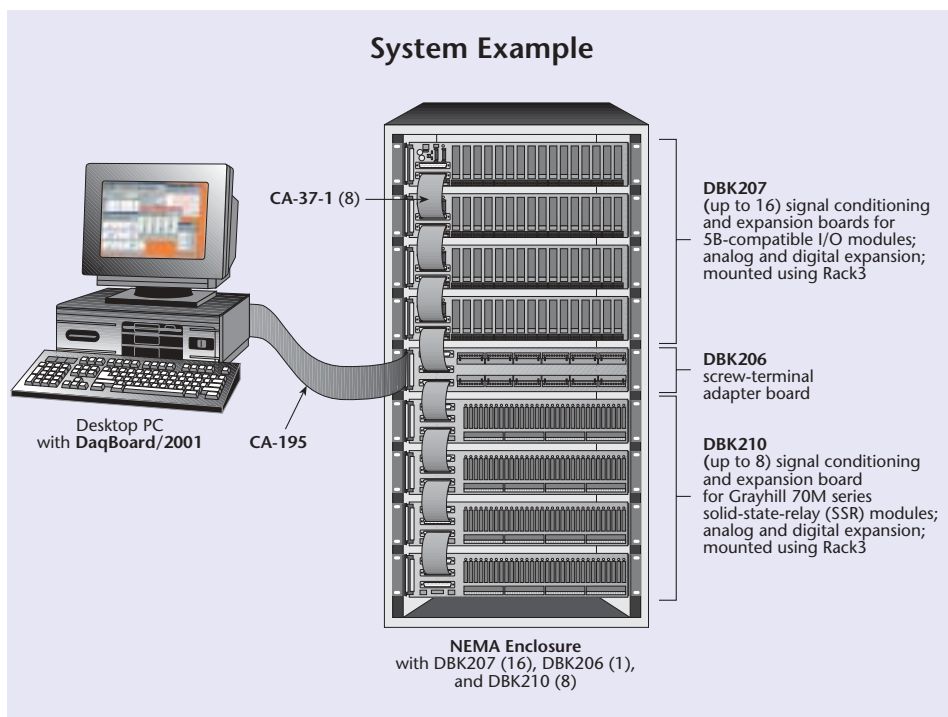 System Example
CA-37-1 (8)
DBK207
(up to 16) signal conditioning
and expansion boards for
5B-compatible I/O modules;
analog and digital expansion;
mounted using Rack3
DBK206
screw-terminal
adapter board
Desktop PC
with DaqBoard/2001
CA-195
DBK210
(up to 8) signal conditioning
and expansion board
for Grayhill 70M series
solid-state-relay (SSR) modules;
analog and digital expansion;
mounted using Rack3
NEMA Enclosure
with DBK207 (16), DBK206 (1),
and DBK210 (8)